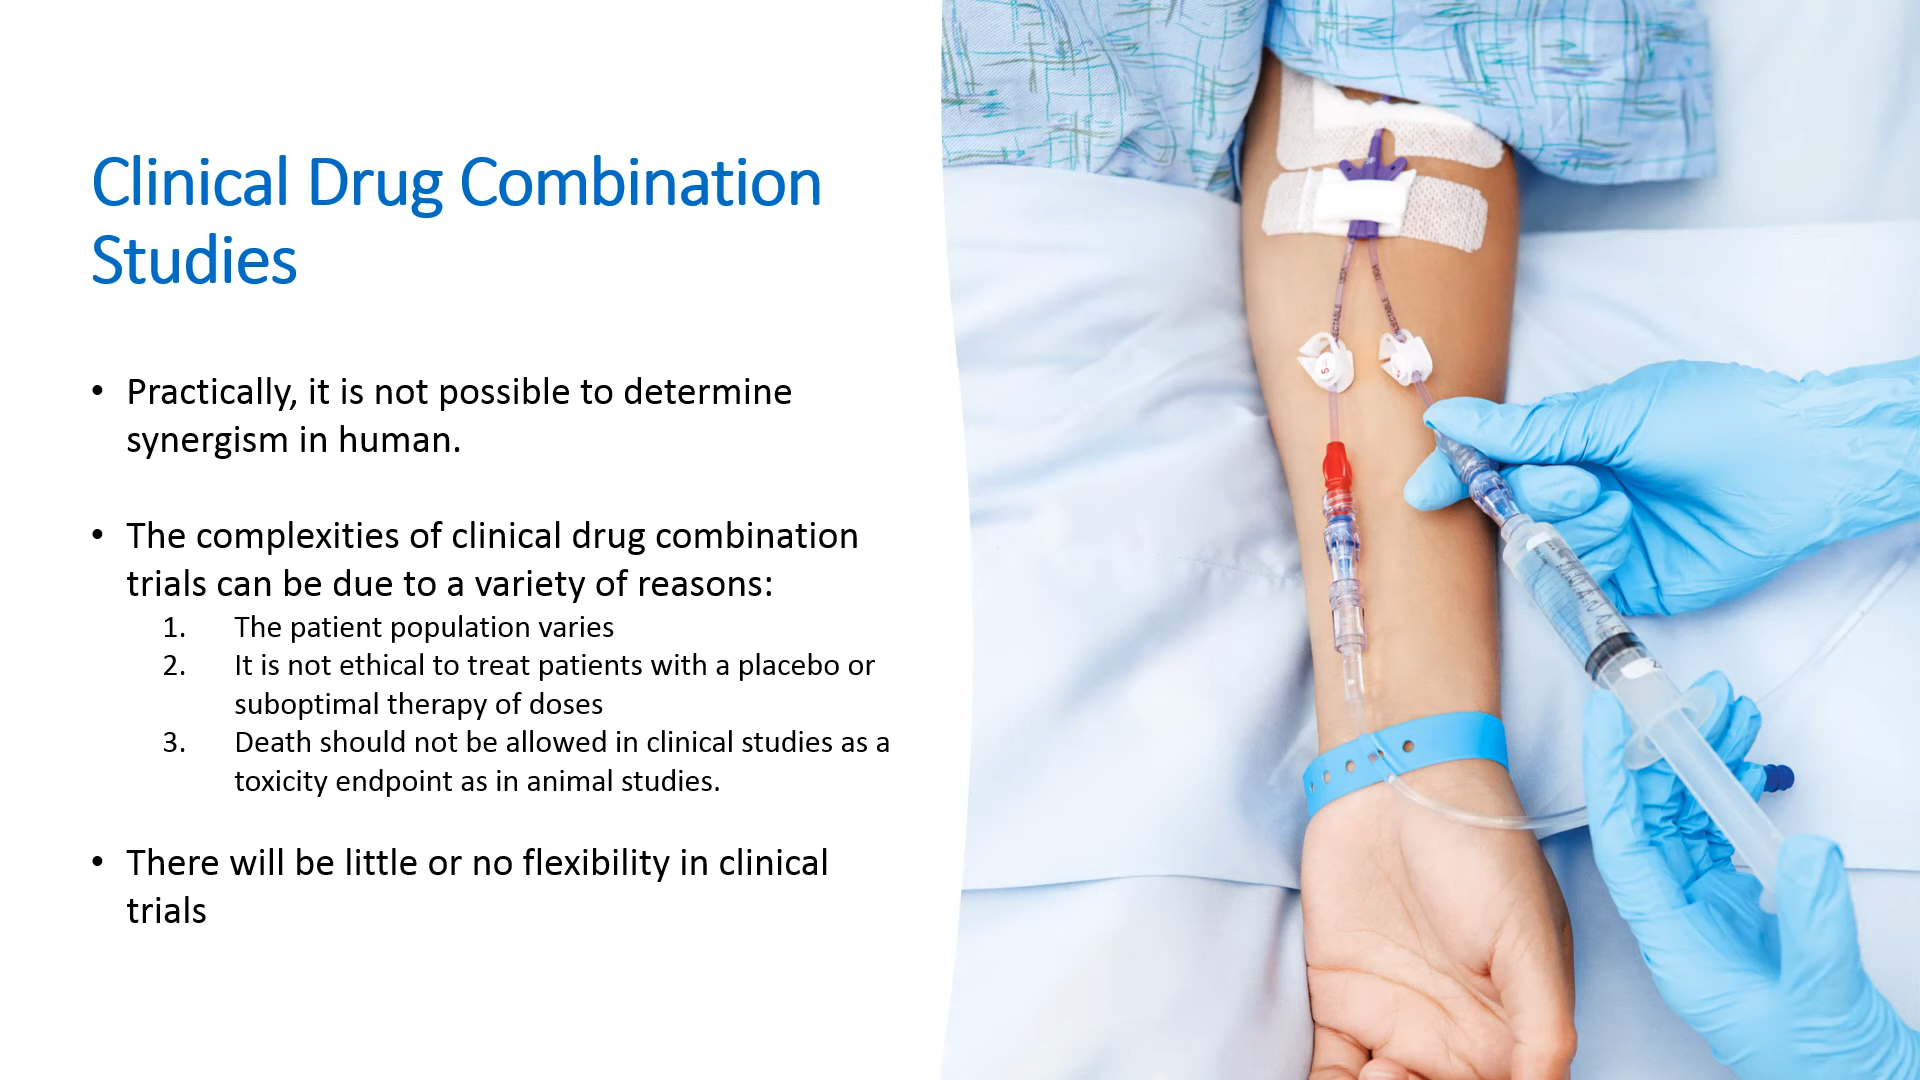 Clinical Drug Combination
Studies
• Practically, it is not possible to determine
synergism in human.
• The complexities of clinical drug combination
trials can be due to a variety of reasons:
1. The patient population varies
2. It is not ethical to treat patients with a placebo or
suboptimal therapy of doses
3. Death should not be allowed in clinical studies as a
toxicity endpoint as in animal studies.
• There will be little or no flexibility in clinical
trials